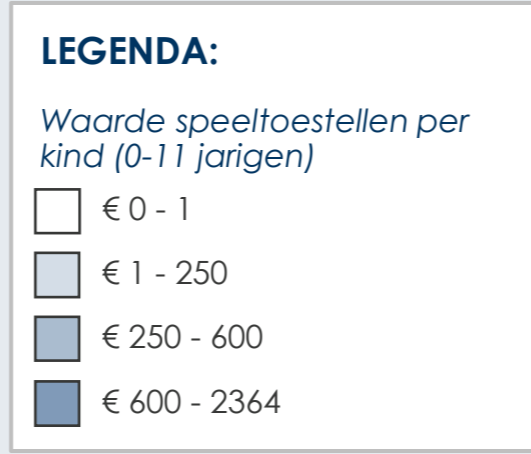 LEGENDA:
Waarde speeltoestellen per
kind (0-11 jarigen)
€ 0 - 1
€ 1 - 250
€ 250 - 600
€ 600 - 2364